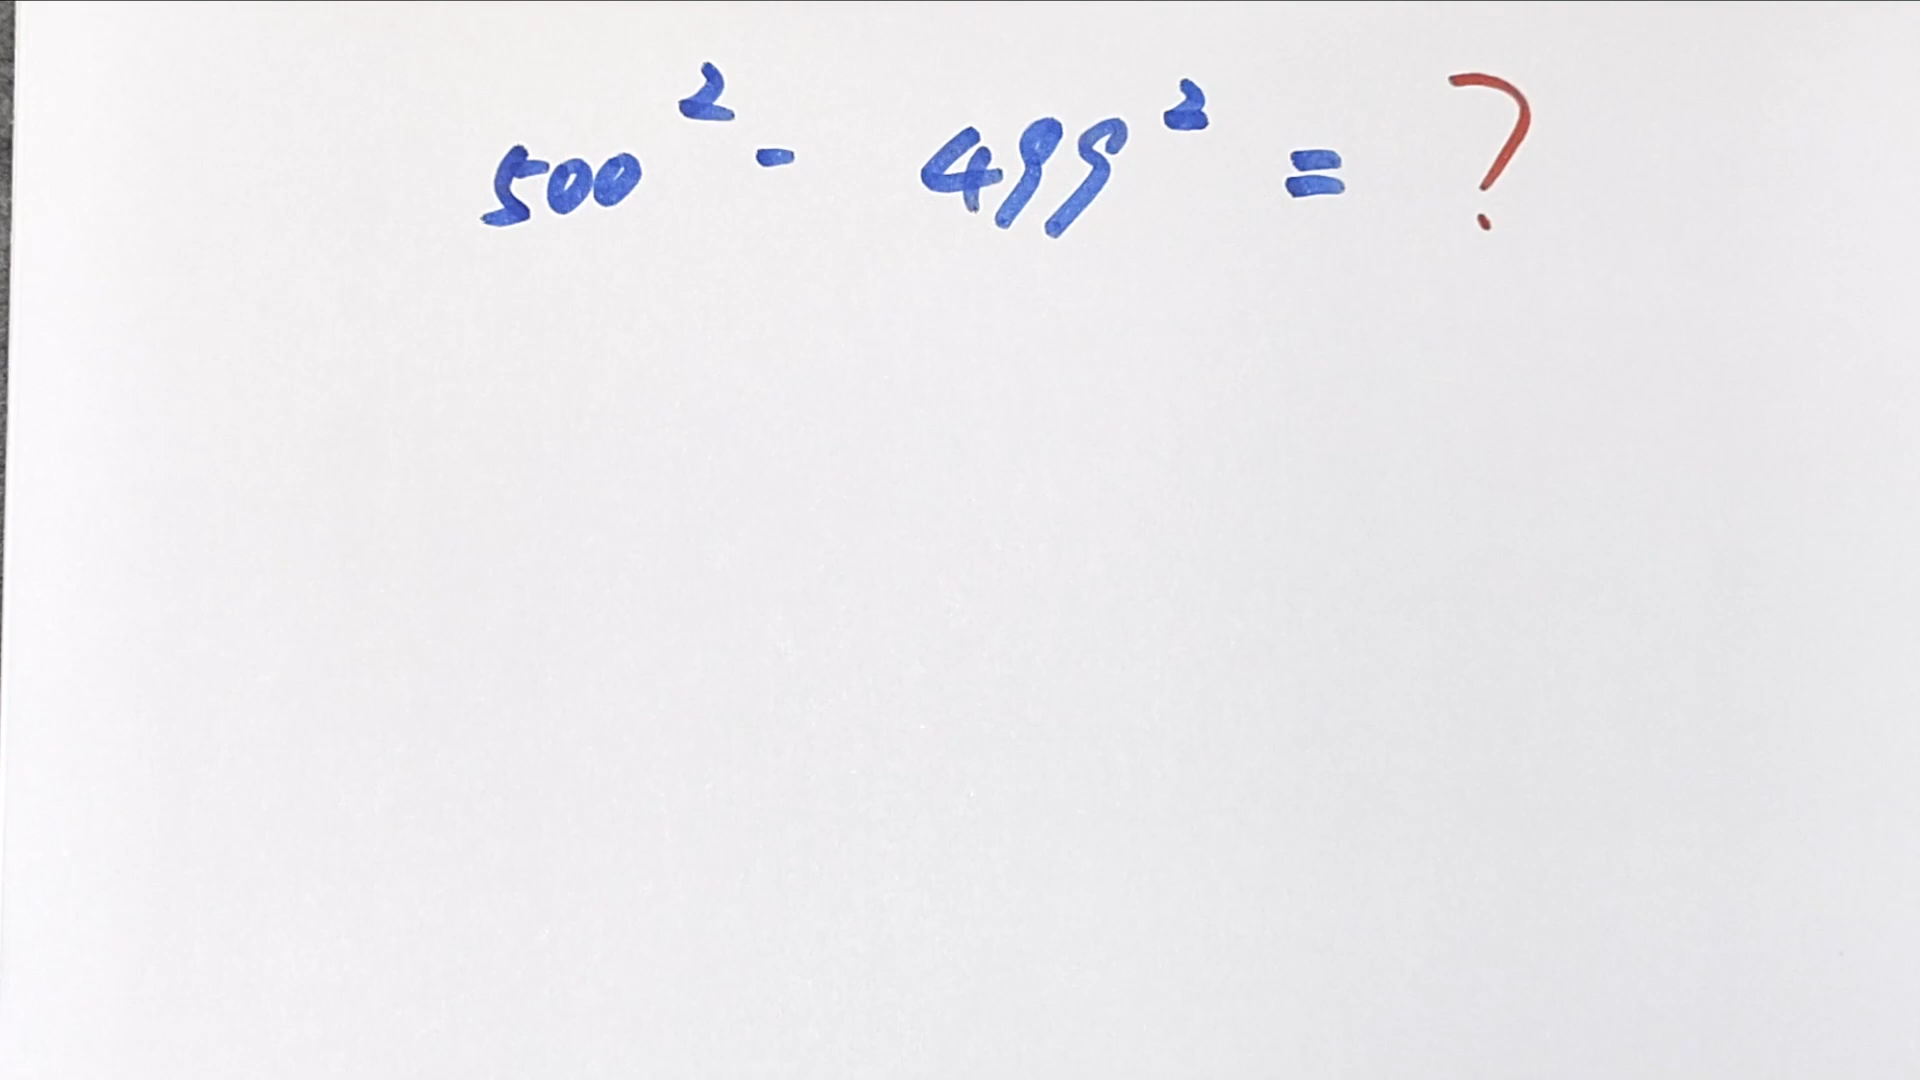 500² - 499² = ?